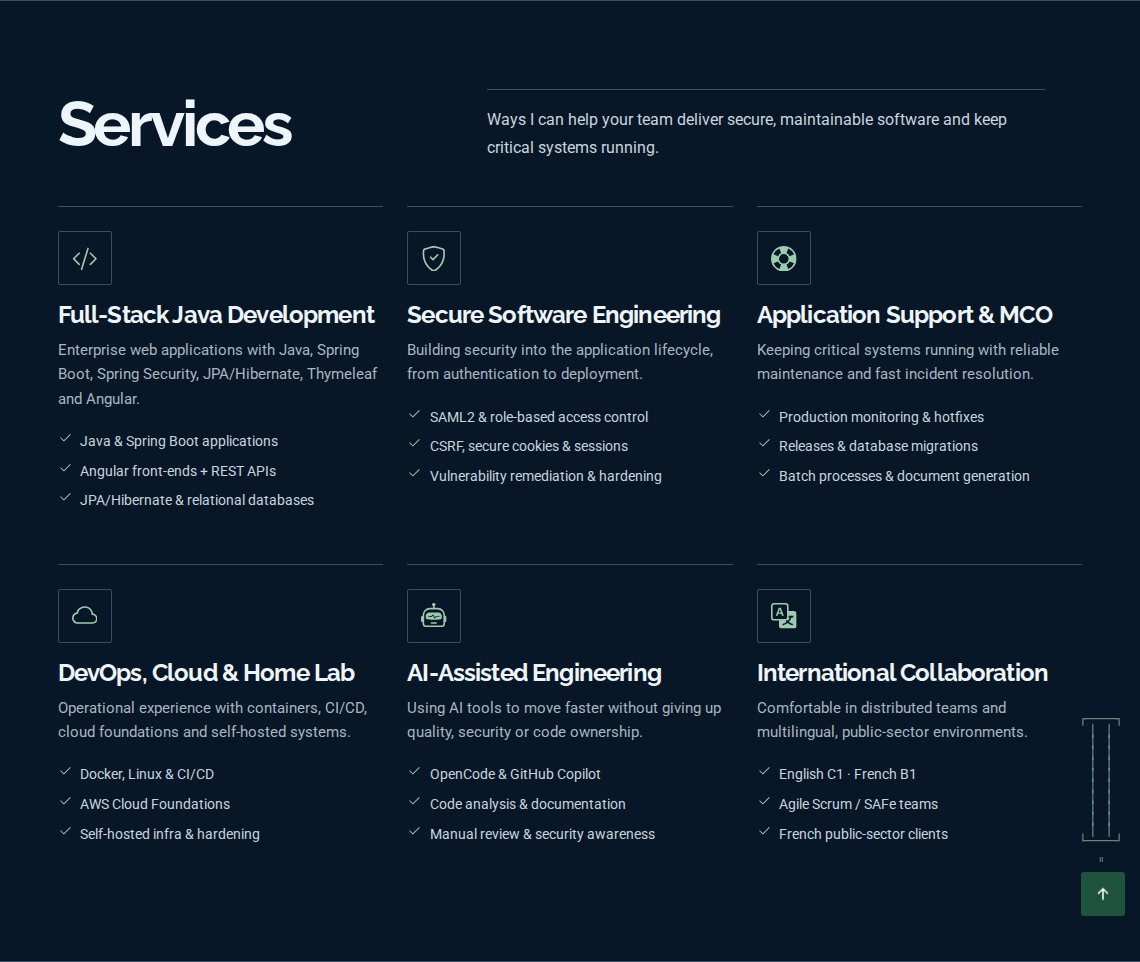 Services
Ways I can help your team deliver secure, maintainable software and keep
critical systems running.
Full-Stack Java Development
Enterprise web applications with Java, Spring
Boot, Spring Security, JPA/Hibernate, Thymeleaf
and Angular.
Java & Spring Boot applications
Angular front-ends + REST APIs
JPA/Hibernate & relational databases
Secure Software Engineering
Building security into the application lifecycle,
from authentication to deployment.
SAML2 & role-based access control
CSRF, secure cookies & sessions
Vulnerability remediation & hardening
Application Support & MCO
Keeping critical systems running with reliable
maintenance and fast incident resolution.
Production monitoring & hotfixes
Releases & database migrations
Batch processes & document generation
DevOps, Cloud & Home Lab
Operational experience with containers, CI/CD,
cloud foundations and self-hosted systems.
Docker, Linux & CI/CD
AWS Cloud Foundations
Self-hosted infra & hardening
AI-Assisted Engineering
Using AI tools to move faster without giving up
quality, security or code ownership.
OpenCode & GitHub Copilot
Code analysis & documentation
Manual review & security awareness
A 文
International Collaboration
Comfortable in distributed teams and
multilingual, public-sector environments.
English C1 · French B1
Agile Scrum / SAFe teams
French public-sector clients